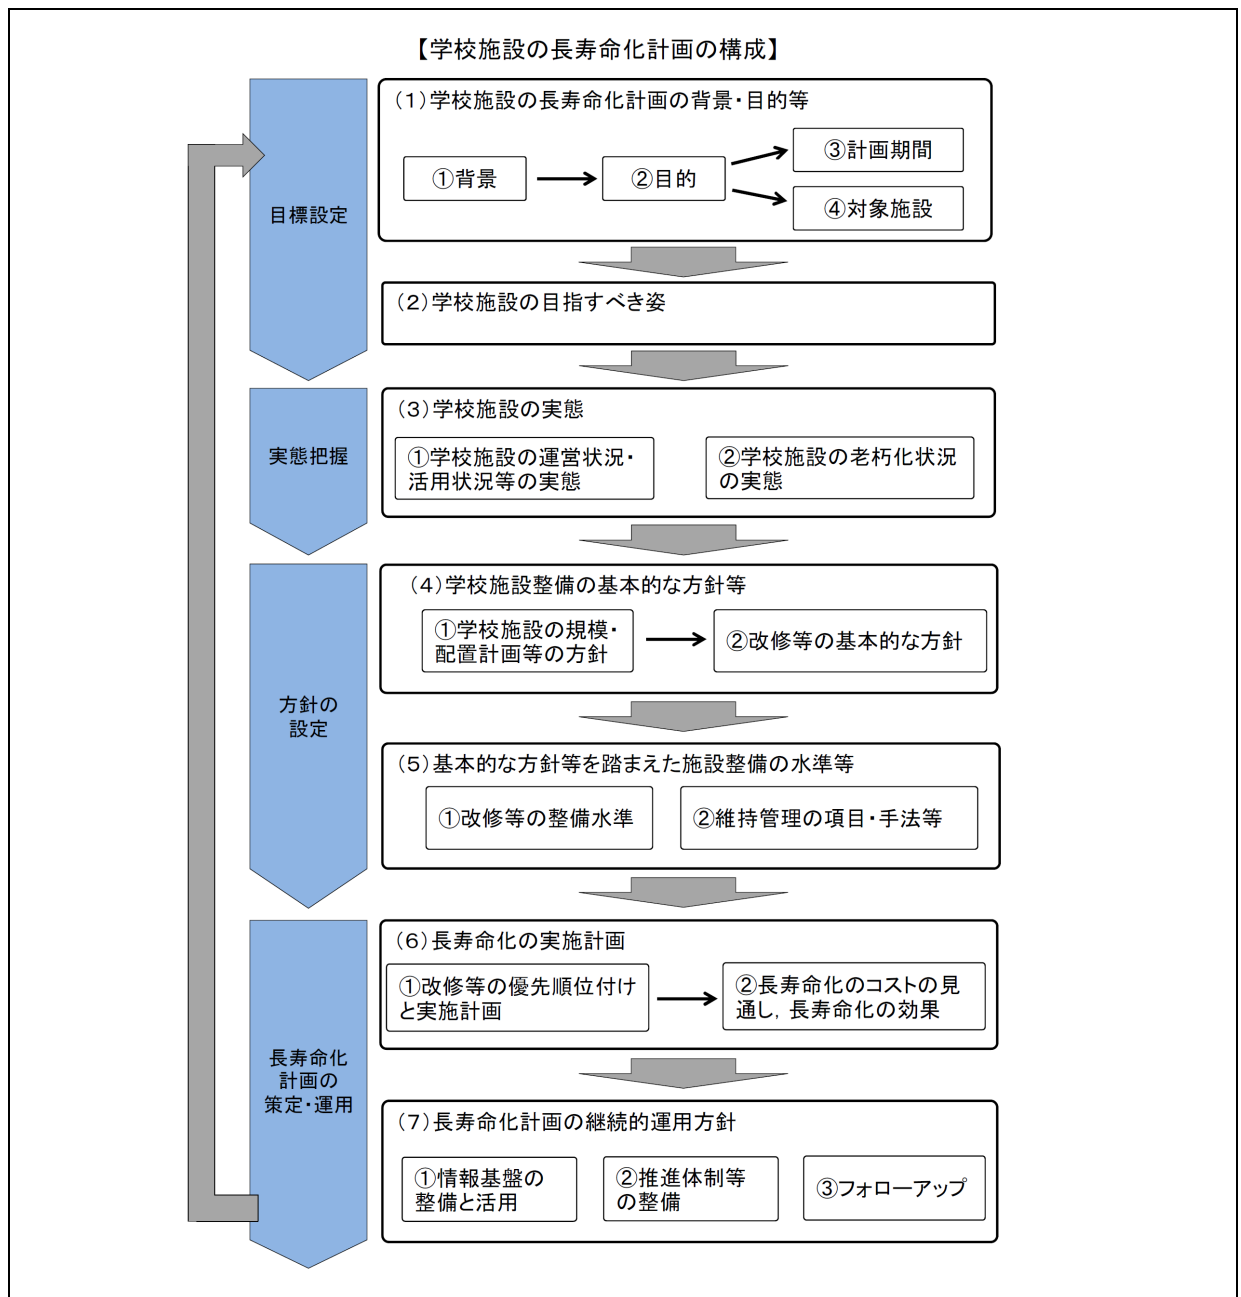 【学校施設の長寿命化計画の構成】
目標設定
（１）学校施設の長寿命化計画の背景・目的等
①背景
②目的
③計画期間
④対象施設
（２）学校施設の目指すべき姿
実態把握
（３）学校施設の実態
①学校施設の運営状況・
活用状況等の実態
②学校施設の老朽化状況
の実態
方針の
設定
（４）学校施設整備の基本的な方針等
①学校施設の規模・
配置計画等の方針
②改修等の基本的な方針
（５）基本的な方針等を踏まえた施設整備の水準等
①改修等の整備水準
②維持管理の項目・手法等
長寿命化
計画の
策定・運用
（６）長寿命化の実施計画
①改修等の優先順位付け
と実施計画
②長寿命化のコストの見
通し，長寿命化の効果
（７）長寿命化計画の継続的運用方針
①情報基盤の
整備と活用
②推進体制等
の整備
③フォローアップ